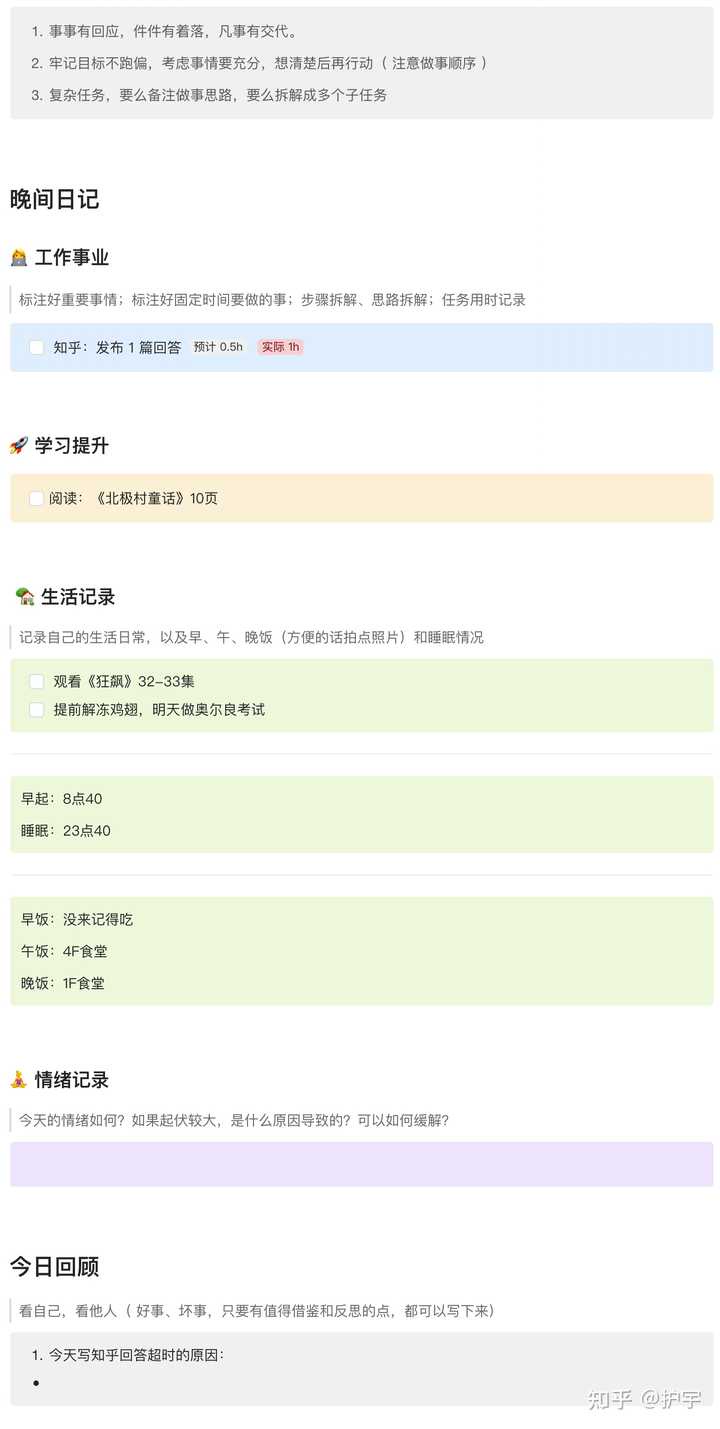 1. 事事有回应，件件有着落，凡事有交代。
2. 牢记目标不跑偏，考虑事情要充分，想清楚后再行动（ 注意做事顺序 ）
3. 复杂任务，要么备注做事思路，要么拆解成多个子任务
晚间日记
工作事业
标注好重要事情；标注好固定时间要做的事；步骤拆解、思路拆解；任务用时记录
知乎：发布 1 篇回答 预计 0.5h 实际 1h
学习提升
阅读：《北极村童话》10页
生活记录
记录自己的生活日常，以及早、午、晚饭（方便的话拍点照片）和睡眠情况
观看《狂飙》32-33集
提前解冻鸡翅，明天做奥尔良考试
早起：8点40
睡眠：23点40
早饭：没来记得吃
午饭：4F食堂
晚饭：1F食堂
情绪记录
今天的情绪如何？如果起伏较大，是什么原因导致的？可以如何缓解？
今日回顾
看自己，看他人（ 好事、坏事，只要有值得借鉴和反思的点，都可以写下来）
1. 今天写知乎回答超时的原因：
•
知乎 @护宇